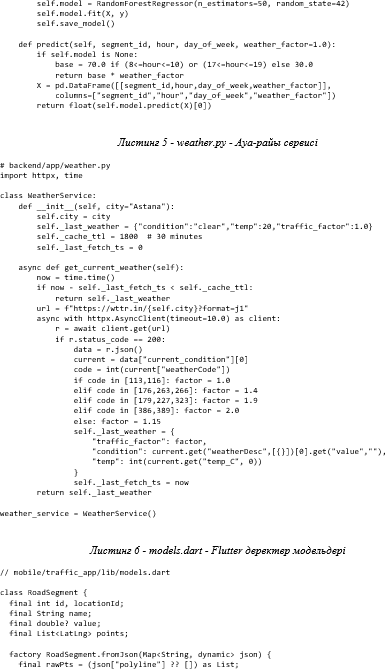 self.model = RandomForestRegressor(n_estimators=50, random_state=42)
        self.model.fit(X, y)
        self.save_model()

    def predict(self, segment_id, hour, day_of_week, weather_factor=1.0):
        if self.model is None:
            base = 70.0 if (8<=hour<=10) or (17<=hour<=19) else 30.0
            return base * weather_factor
        X = pd.DataFrame([[segment_id,hour,day_of_week,weather_factor]],
            columns=["segment_id","hour","day_of_week","weather_factor"])
        return float(self.model.predict(X)[0])

Листинг 5 - weather.py - Ауа-райы сервисі

# backend/app/weather.py
import httpx, time

class WeatherService:
    def __init__(self, city="Astana"):
        self.city = city
        self._last_weather = {"condition":"clear","temp":20,"traffic_factor":1.0}
        self._cache_ttl = 1800  # 30 minutes
        self._last_fetch_ts = 0

    async def get_current_weather(self):
        now = time.time()
        if now - self._last_fetch_ts < self._cache_ttl:
            return self._last_weather
        url = f"https://wttr.in/{self.city}?format=j1"
        async with httpx.AsyncClient(timeout=10.0) as client:
            r = await client.get(url)
            if r.status_code == 200:
                data = r.json()
                current = data["current_condition"][0]
                code = int(current["weatherCode"])
                if code in [113,116]: factor = 1.0
                elif code in [176,263,266]: factor = 1.4
                elif code in [179,227,323]: factor = 1.9
                elif code in [386,389]: factor = 2.0
                else: factor = 1.15
                self._last_weather = {
                    "traffic_factor": factor,
                    "condition": current.get("weatherDesc",[{}])[0].get("value",""),
                    "temp": int(current.get("temp_C", 0))
                }
                self._last_fetch_ts = now
        return self._last_weather

weather_service = WeatherService()

Листинг 6 - models.dart - Flutter деректер модельдері

// mobile/traffic_app/lib/models.dart

class RoadSegment {
  final int id, locationId;
  final String name;
  final double? value;
  final List<LatLng> points;

  factory RoadSegment.fromJson(Map<String, dynamic> json) {
    final rawPts = (json["polyline"] ?? []) as List;